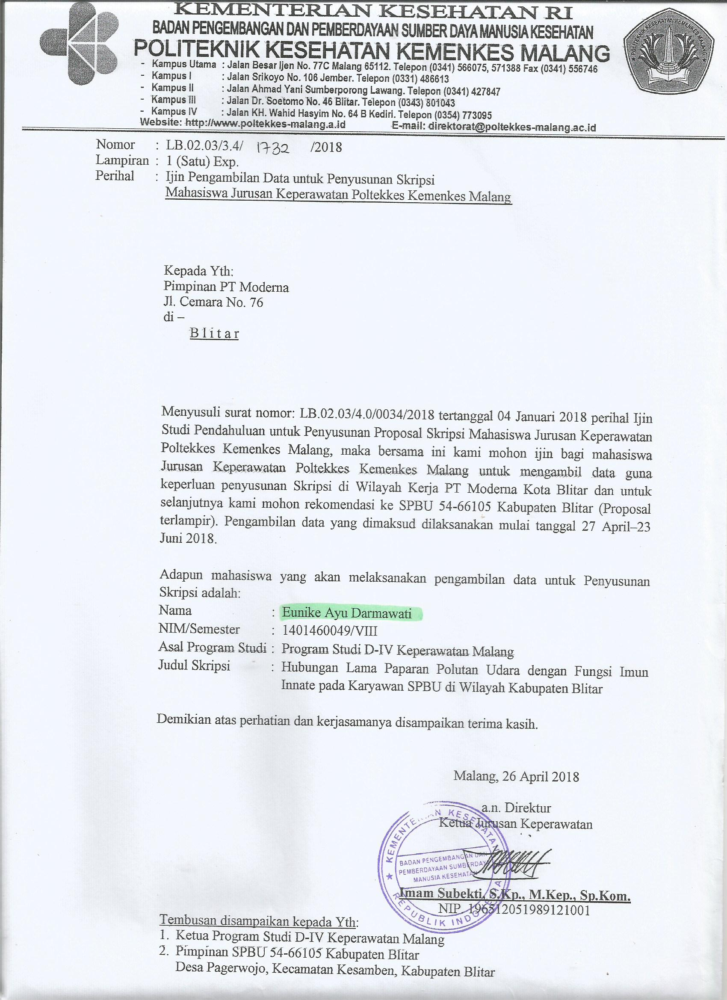 KEMENTERIAN KESEHATAN RI
BADAN PENGEMBANGAN DAN PEMBERDAYAAN SUMBER DAYA MANUSIA KESEHATAN
POLITEKNIK KESEHATAN KEMENKES MALANG
- Kampus Utama : Jalan Besar Ijen No. 77C Malang 65112. Telepon (0341) 566075, 571388 Fax (0341) 556746
- Kampus I : Jalan Srikoyo No. 106 Jember. Telepon (0331) 486613
- Kampus II : Jalan Ahmad Yani Sumberporong Lawang. Telepon (0341) 427847
- Kampus III : Jalan Dr. Soetomo No. 46 Blitar. Telepon (0343) 801043
- Kampus IV : Jalan KH. Wahid Hasyim No. 64 B Kediri. Telepon (0354) 773095
Website: http://www.poltekkes-malang.a.id E-mail: direktorat@poltekkes-malang.ac.id
POLITEKNIK KESEHATAN KEMENKES MALANG
Nomor : LB.02.03/3.4/ 1732 /2018
Lampiran : 1 (Satu) Exp.
Perihal : Ijin Pengambilan Data untuk Penyusunan Skripsi
Mahasiswa Jurusan Keperawatan Poltekkes Kemenkes Malang
Kepada Yth:
Pimpinan PT Moderna
Jl. Cemara No. 76
di –
Blitar
Menyusuli surat nomor: LB.02.03/4.0/0034/2018 tertanggal 04 Januari 2018 perihal Ijin
Studi Pendahuluan untuk Penyusunan Proposal Skripsi Mahasiswa Jurusan Keperawatan
Poltekkes Kemenkes Malang, maka bersama ini kami mohon ijin bagi mahasiswa
Jurusan Keperawatan Poltekkes Kemenkes Malang untuk mengambil data guna
keperluan penyusunan Skripsi di Wilayah Kerja PT Moderna Kota Blitar dan untuk
selanjutnya kami mohon rekomendasi ke SPBU 54-66105 Kabupaten Blitar (Proposal
terlampir). Pengambilan data yang dimaksud dilaksanakan mulai tanggal 27 April–23
Juni 2018.
Adapun mahasiswa yang akan melaksanakan pengambilan data untuk Penyusunan
Skripsi adalah:
Nama : Eunike Ayu Darmawati
NIM/Semester : 1401460049/VIII
Asal Program Studi : Program Studi D-IV Keperawatan Malang
Judul Skripsi : Hubungan Lama Paparan Polutan Udara dengan Fungsi Imun
Innate pada Karyawan SPBU di Wilayah Kabupaten Blitar
Demikian atas perhatian dan kerjasamanya disampaikan terima kasih.
Malang, 26 April 2018
a.n. Direktur
Ketua Jurusan Keperawatan
KEMENTERIAN KESEHATAN
BADAN PENGEMBANGAN DAN
PEMBERDAYAAN SUMBERDAYA
MANUSIA KESEHATAN
REPUBLIK INDONESIA
Imam Subekti, S.Kp., M.Kep., Sp.Kom.
NIP. 196512051989121001
Tembusan disampaikan kepada Yth:
1. Ketua Program Studi D-IV Keperawatan Malang
2. Pimpinan SPBU 54-66105 Kabupaten Blitar
Desa Pagerwojo, Kecamatan Kesamben, Kabupaten Blitar